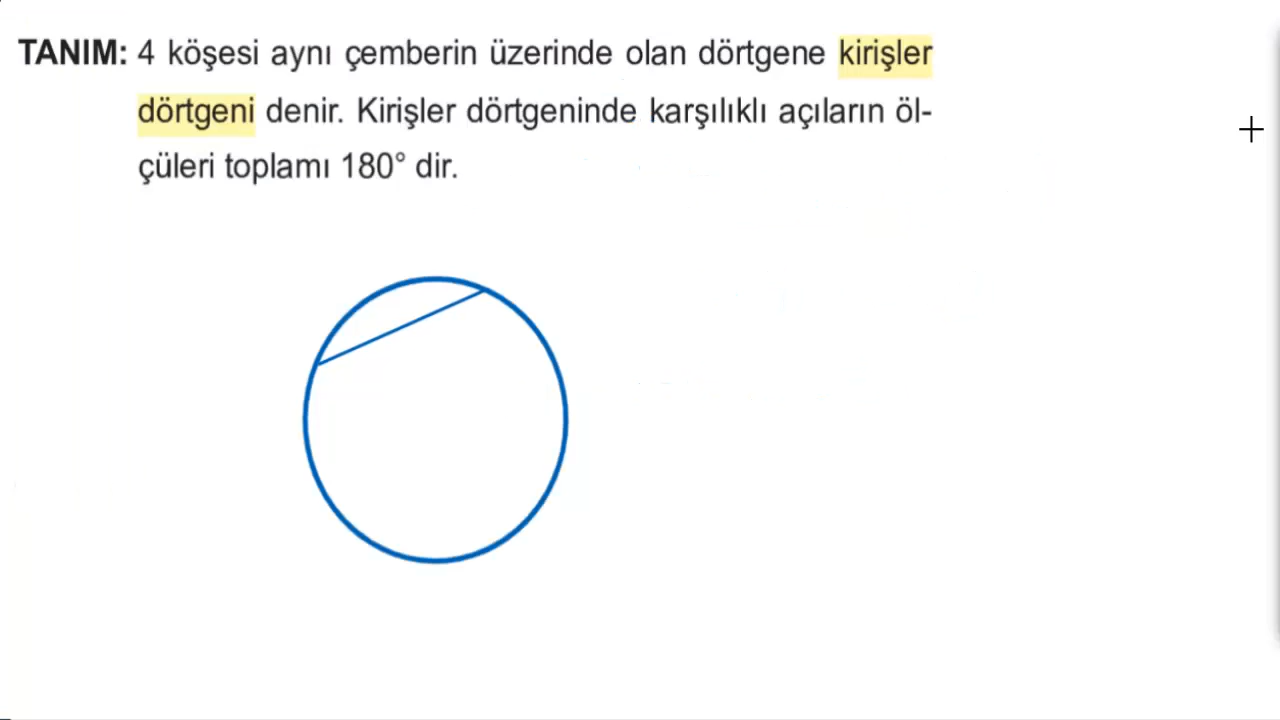 TANIM: 4 köşesi aynı çemberin üzerinde olan dörtgene kirişler
dörtgeni denir. Kirişler dörtgeninde karşılıklı açıların öl-
çüleri toplamı 180° dir.